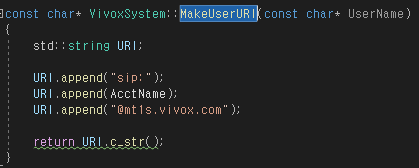 const char* VivoxSystem::MakeUserURI(const char* UserName)
{
std::string URI;
URI.append("sip:");
URI.append(AcctName);
URI.append("@mt1s.vivox.com");
return URI.c_str();
}